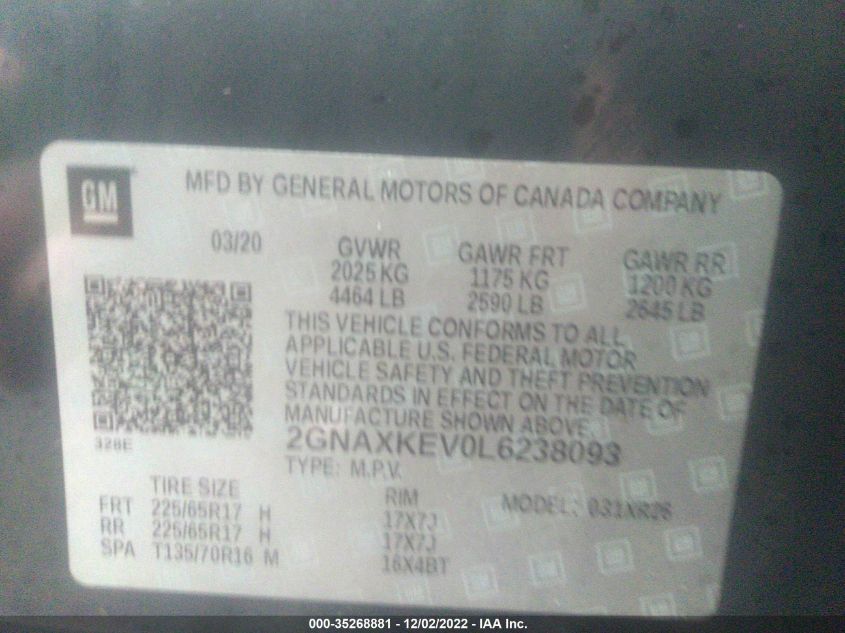 GM
MFD BY GENERAL MOTORS OF CANADA COMPANY
03/20
GVWR
2025 KG
4464 LB
GAWR FRT
1175 KG
2590 LB
GAWR RR
1200 KG
2645 LB
THIS VEHICLE CONFORMS TO ALL
APPLICABLE U.S. FEDERAL MOTOR
VEHICLE SAFETY AND THEFT PREVENTION
STANDARDS IN EFFECT ON THE DATE OF
MANUFACTURE SHOWN ABOVE.
328E
2GNAXKEV0L6238093
TYPE: M.P.V.
TIRE SIZE
RIM
MODEL: 031XR26
FRT 225/65R17 H 17X7J
RR 225/65R17 H 17X7J
SPA T135/70R16 M 16X4BT
000-35268881 - 12/02/2022 - IAA Inc.